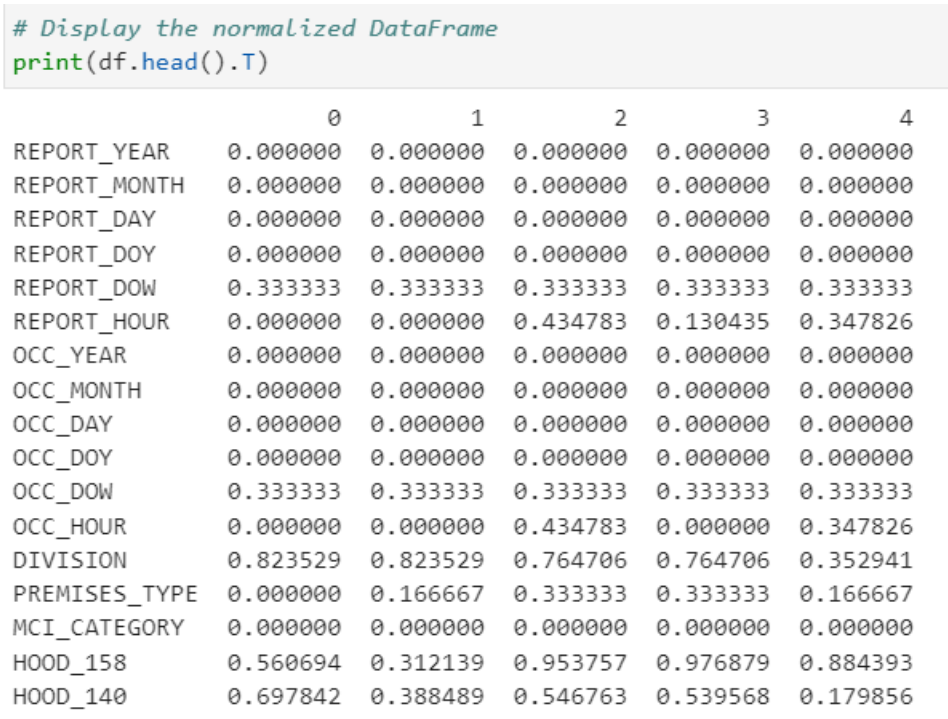 # Display the normalized DataFrame
print(df.head().T)
0 1 2 3 4
REPORT_YEAR 0.000000 0.000000 0.000000 0.000000 0.000000
REPORT_MONTH 0.000000 0.000000 0.000000 0.000000 0.000000
REPORT_DAY 0.000000 0.000000 0.000000 0.000000 0.000000
REPORT_DOY 0.000000 0.000000 0.000000 0.000000 0.000000
REPORT_DOW 0.333333 0.333333 0.333333 0.333333 0.333333
REPORT_HOUR 0.000000 0.000000 0.434783 0.130435 0.347826
OCC_YEAR 0.000000 0.000000 0.000000 0.000000 0.000000
OCC_MONTH 0.000000 0.000000 0.000000 0.000000 0.000000
OCC_DAY 0.000000 0.000000 0.000000 0.000000 0.000000
OCC_DOY 0.000000 0.000000 0.000000 0.000000 0.000000
OCC_DOW 0.333333 0.333333 0.333333 0.333333 0.333333
OCC_HOUR 0.000000 0.000000 0.434783 0.000000 0.347826
DIVISION 0.823529 0.823529 0.764706 0.764706 0.352941
PREMISES_TYPE 0.000000 0.166667 0.333333 0.333333 0.166667
MCI_CATEGORY 0.000000 0.000000 0.000000 0.000000 0.000000
HOOD_158 0.560694 0.312139 0.953757 0.976879 0.884393
HOOD_140 0.697842 0.388489 0.546763 0.539568 0.179856